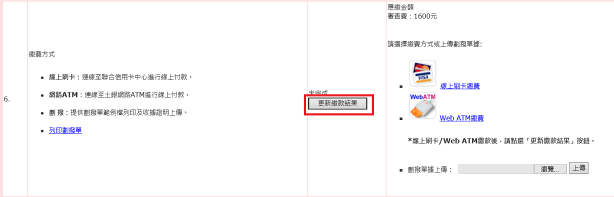 應繳金額
審查費：1600元
請選擇繳費方式或上傳劃撥單據:
繳費方式
線上刷卡：連線至聯合信用卡中心進行線上付款。
網路ATM：連線至土銀網路ATM進行線上付款。
劃 撥：提供劃撥單範例檔列印及收據證明上傳。
列印劃撥單
6.
未完成
更新繳款結果
VISA
線上刷卡繳費
WebATM
Web ATM繳費
*線上刷卡/Web ATM繳款後，請點選「更新繳款結果」按鈕。
劃撥單據上傳：
瀏覽...
上傳